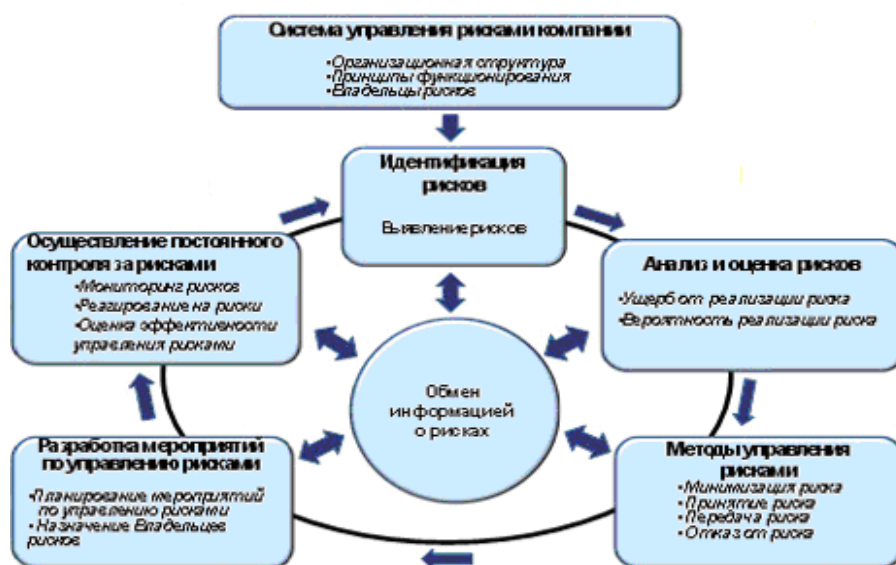 Система управления рисками компании
•Организационная структура
•Принципы функционирования
•Владельцы рисков
Идентификация
рисков
Выявление рисков
Осуществление постоянного
контроля за рисками
•Мониторинг рисков
•Реагирование на риски
•Оценка эффективности
управления рисками
Анализ и оценка рисков
•Ущерб от реализации риска
•Вероятность реализации риска
Обмен
информацией
о рисках
Разработка мероприятий
по управлению рисками
•Планирование мероприятий
по управлению рисками
•Назначение Владельцев
рисков
Методы управления
рисками
•Минимизация риска
•Принятие риска
•Передача риска
•Отказ от риска